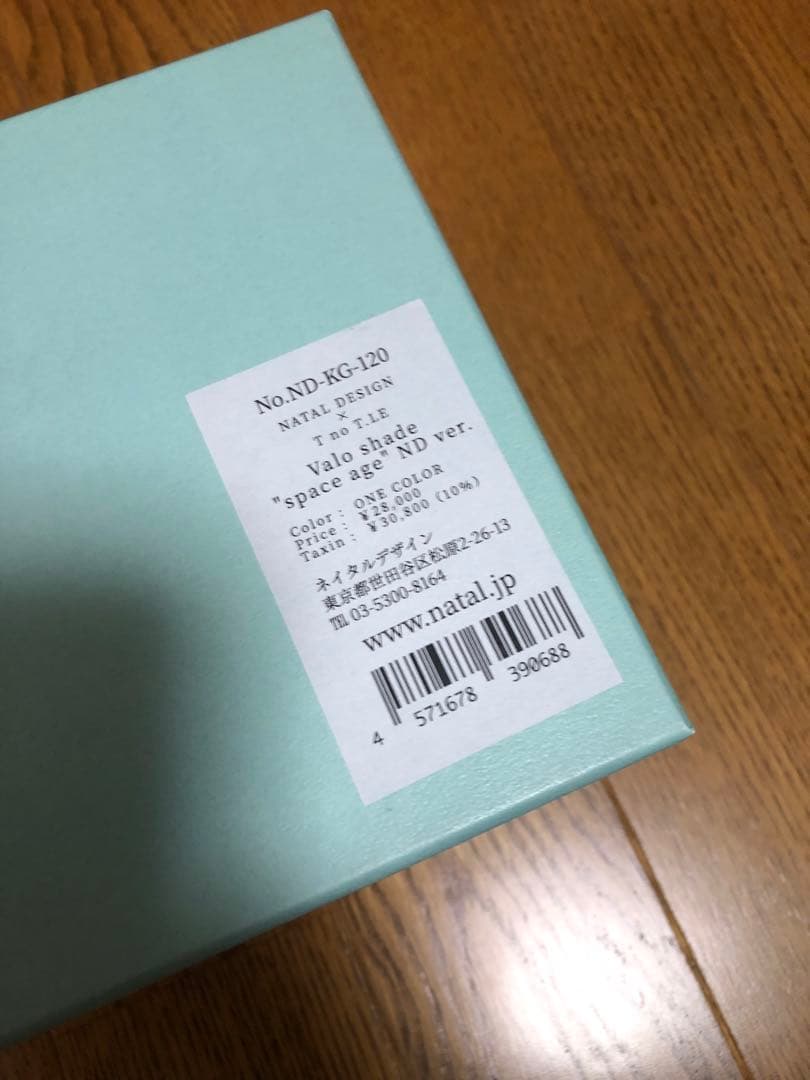 No.ND-KG-120
NATAL DESIGN
×
T no T.I.E
Valo shade
"space age" ND ver.
Color : ONE COLOR
Price : ¥28,000
Taxin : ¥30,800 (10%)
ネイタルデザイン
東京都世田谷区松原2-26-13
℡ 03-5300-8164
www.natal.jp
4 571678 390688